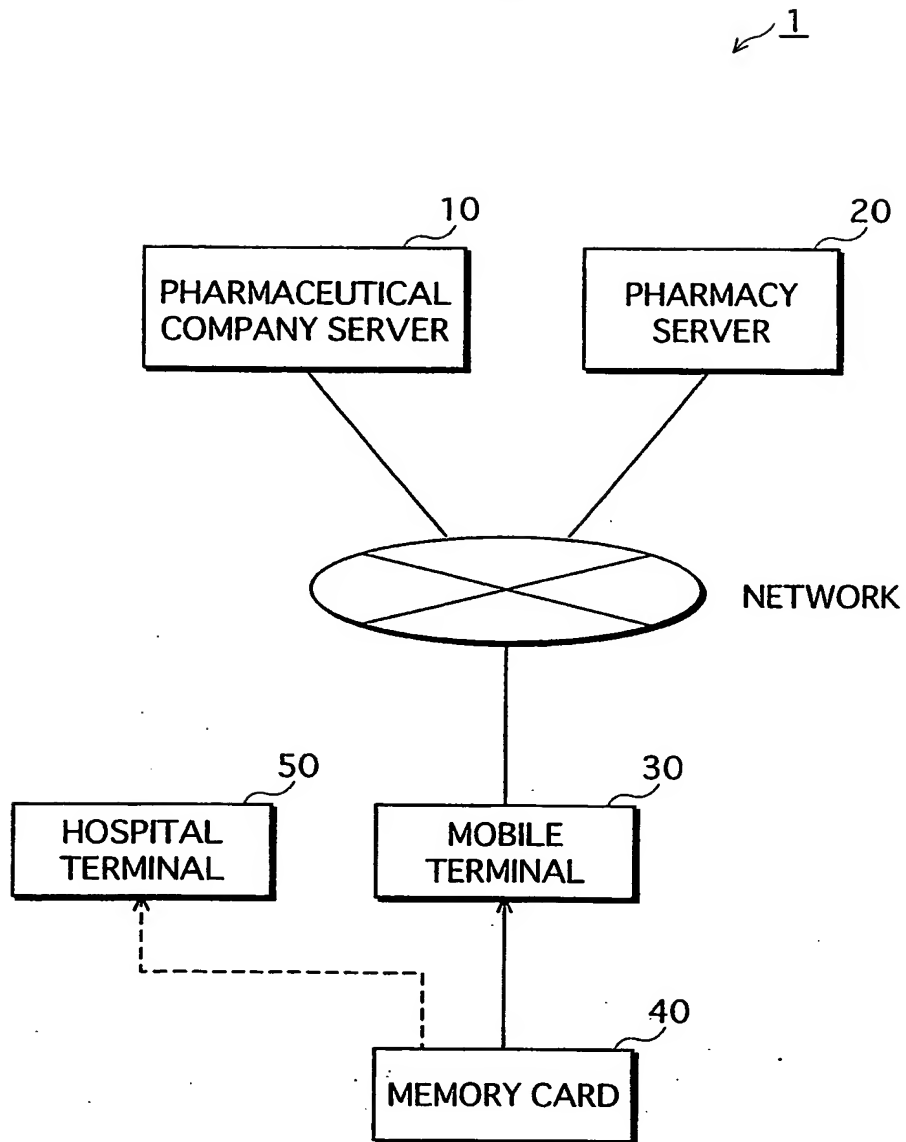 1
10
20
PHARMACEUTICAL
COMPANY SERVER
PHARMACY
SERVER
NETWORK
50
30
HOSPITAL
TERMINAL
MOBILE
TERMINAL
40
MEMORY CARD